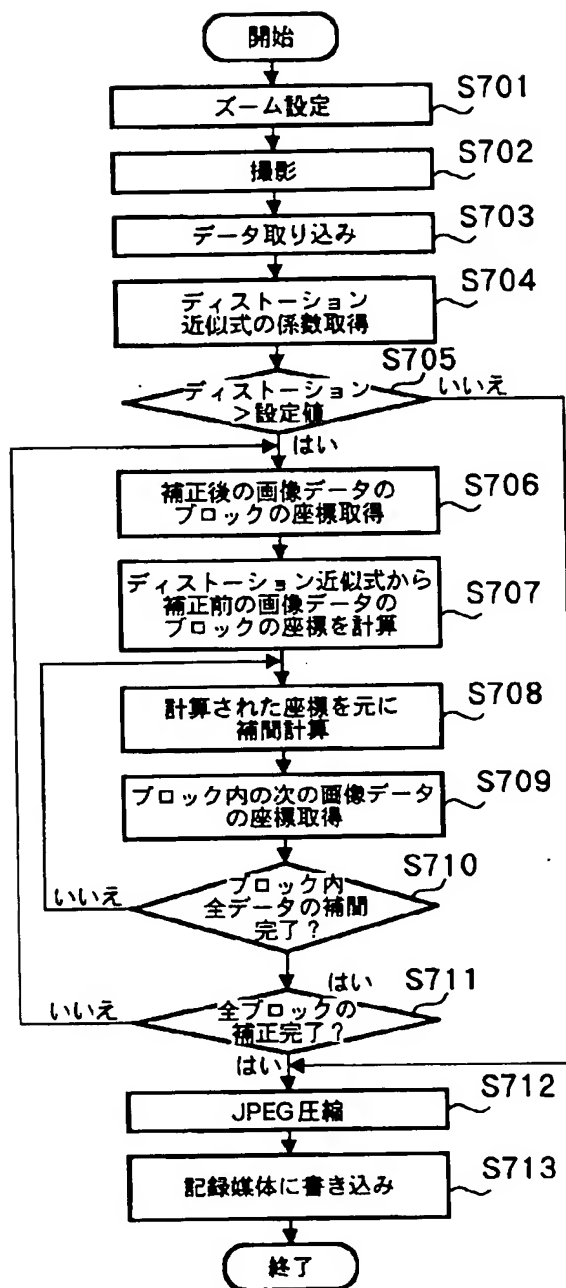 開始
S701
ズーム設定
S702
撮影
S703
データ取り込み
S704
ディストーション
近似式の係数取得
S705
ディストーション
>設定値
いいえ
はい
S706
補正後の画像データの
ブロックの座標取得
S707
ディストーション近似式から
補正前の画像データの
ブロックの座標を計算
S708
計算された座標を元に
補間計算
S709
ブロック内の次の画像データ
の座標取得
S710
ブロック内
全データの補間
完了?
いいえ
はい
S711
全ブロックの
補正完了?
いいえ
はい
S712
JPEG圧縮
S713
記録媒体に書き込み
終了